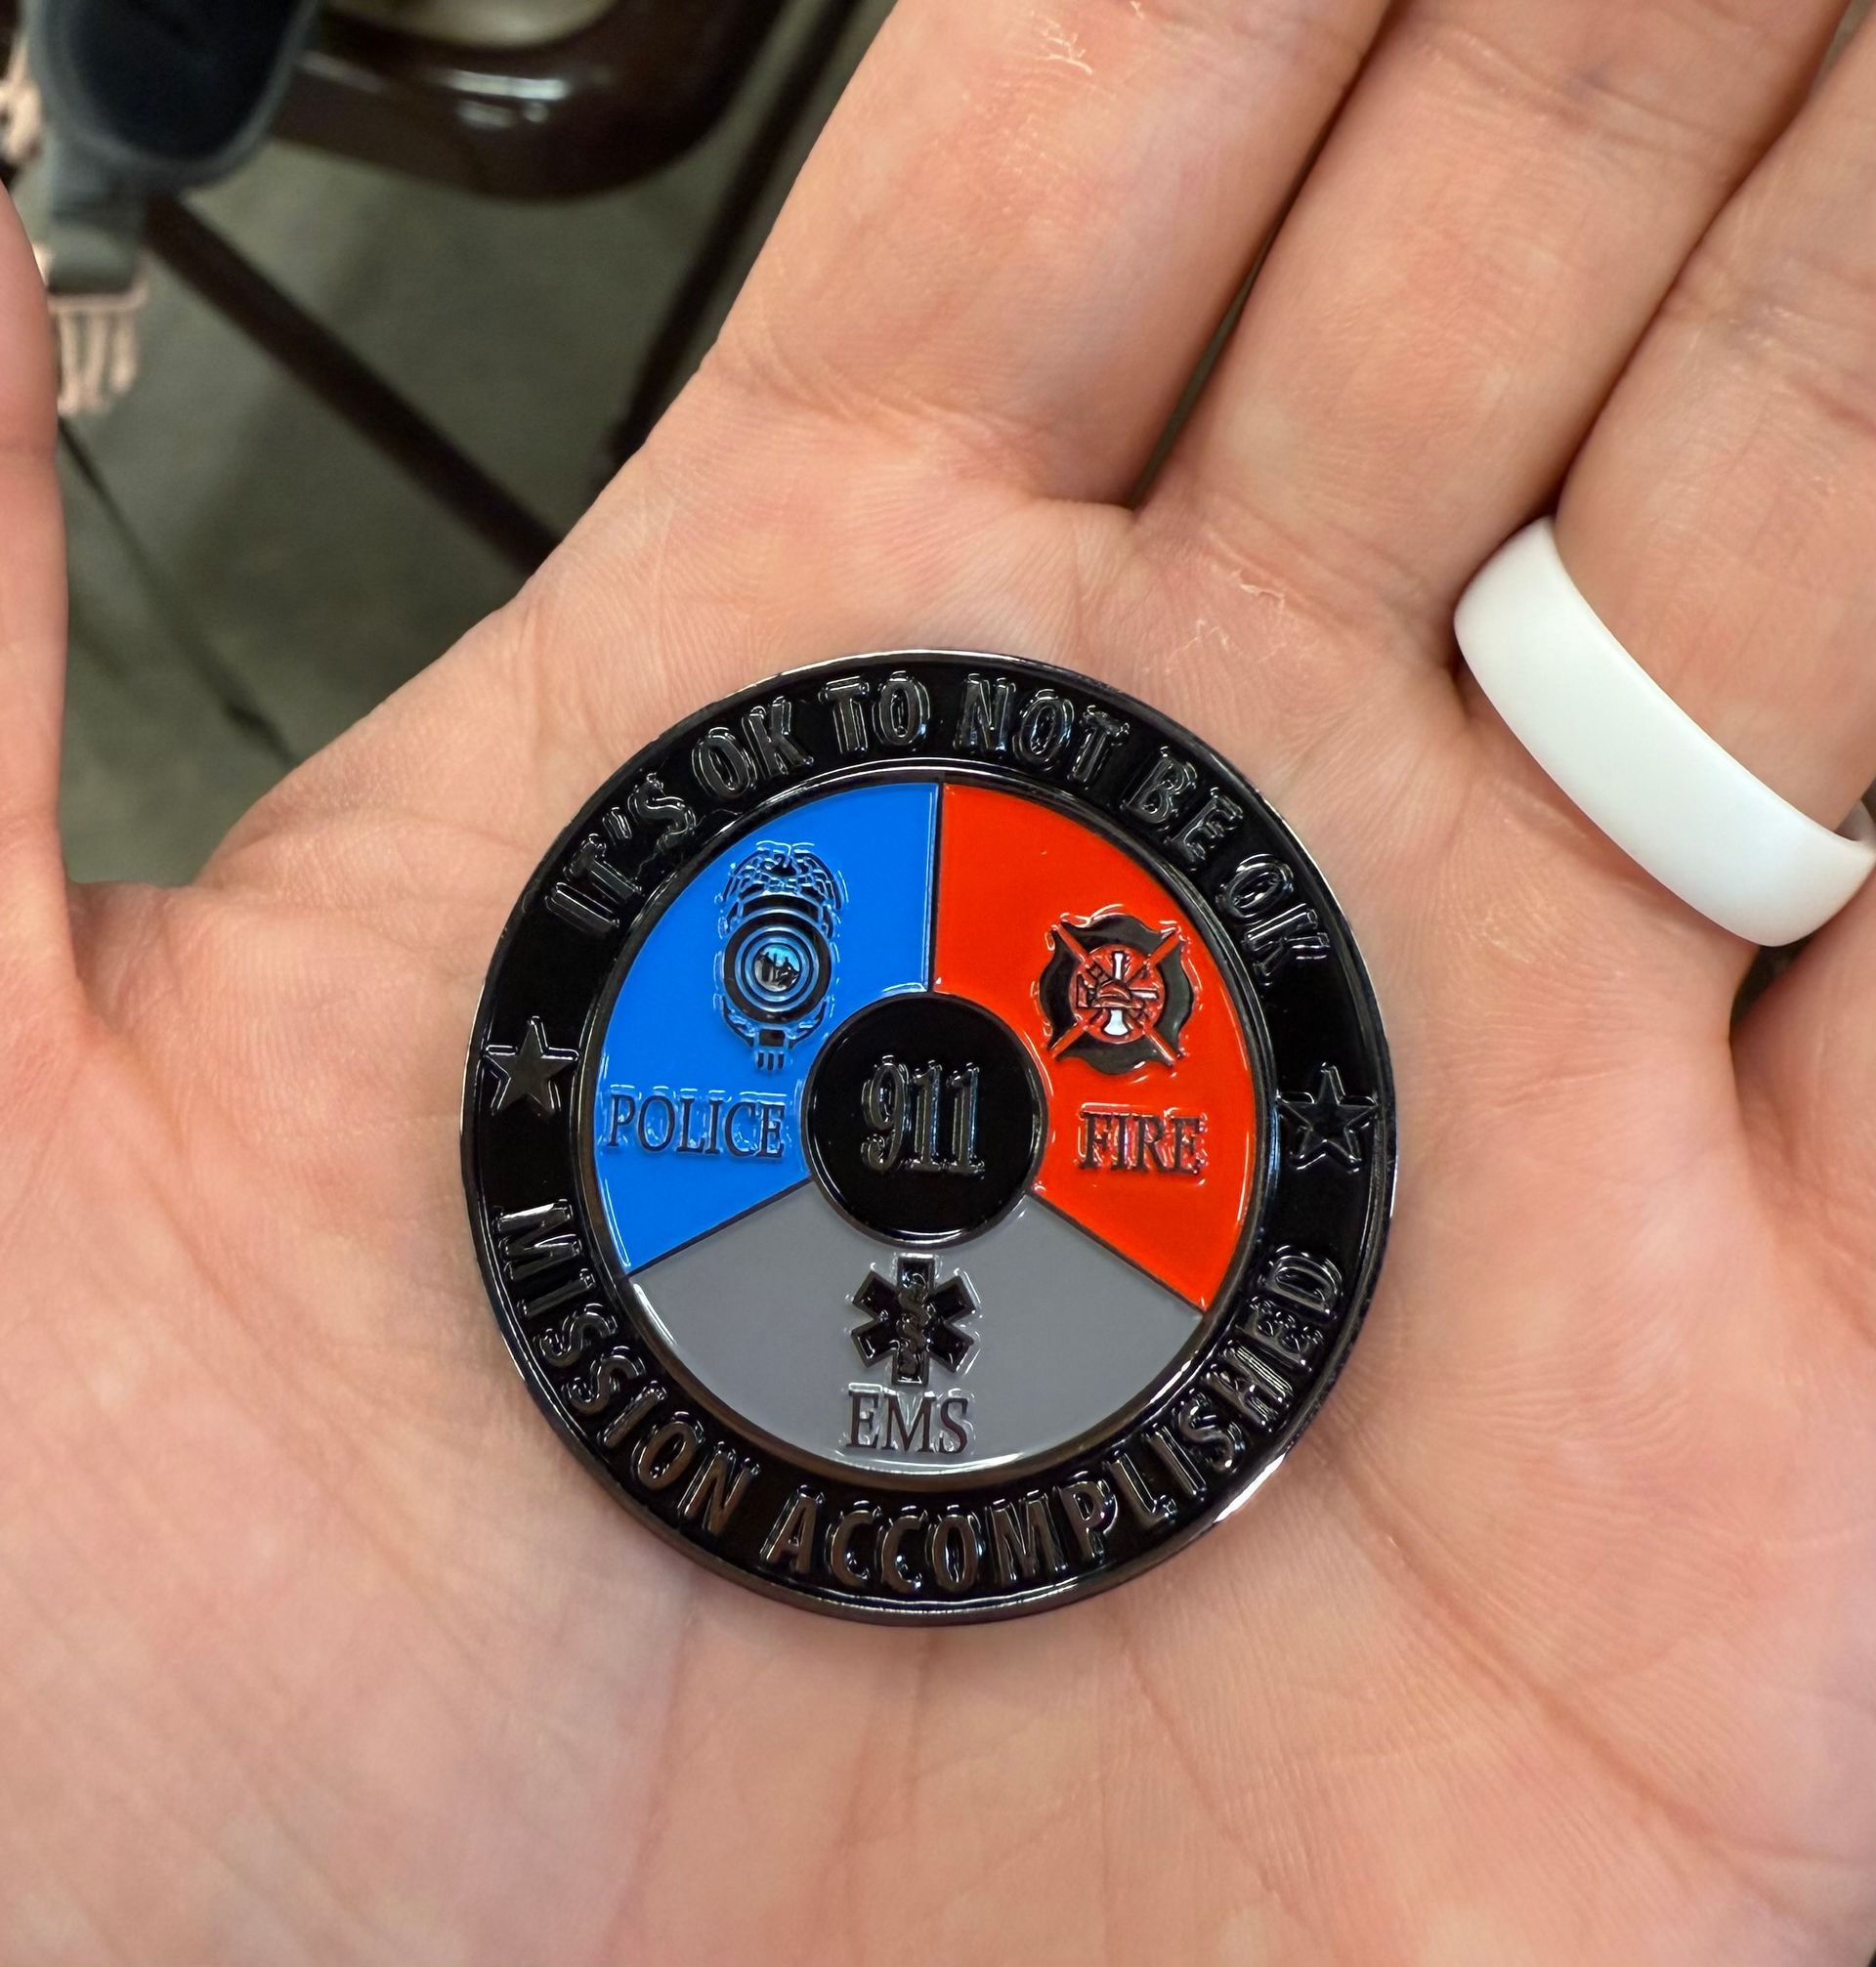 IT'S OK TO NOT BE OK
POLICE
911
FIRE
EMS
MISSION ACCOMPLISHED